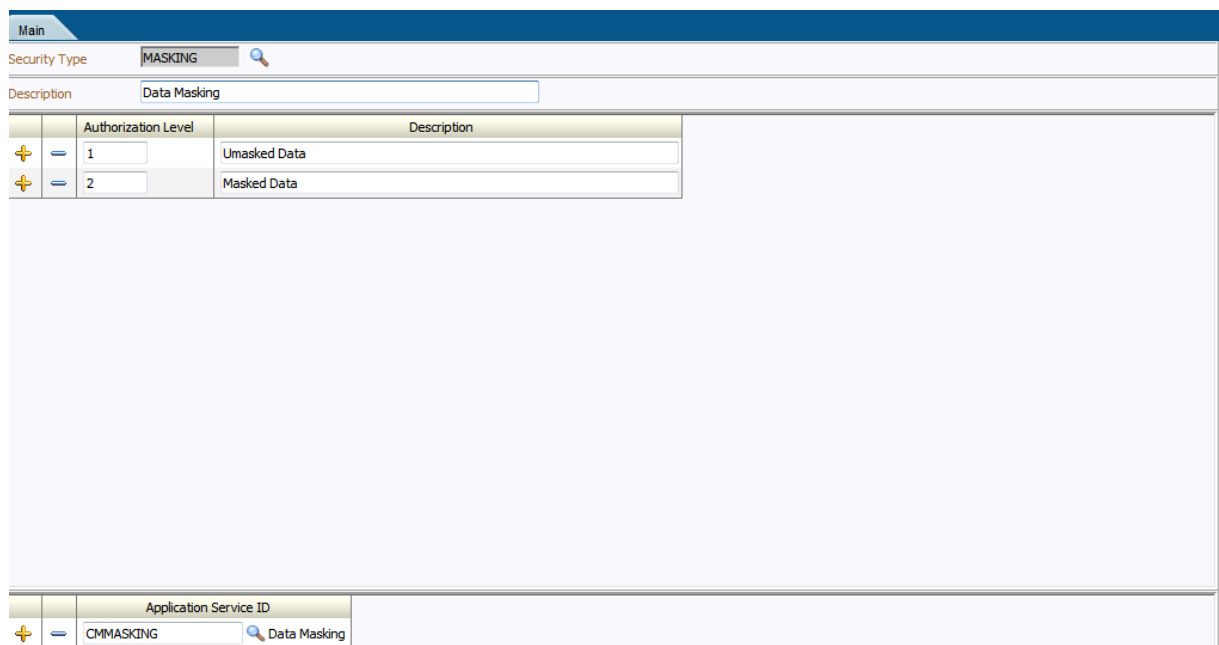 Main
Security Type MASKING
Description Data Masking
Authorization Level Description
1 Umasked Data
2 Masked Data
Application Service ID
CMMASKING Data Masking